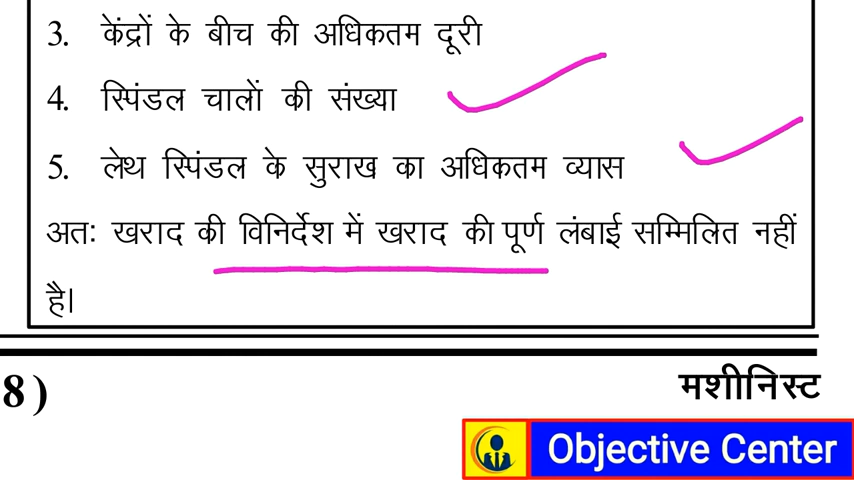 3. केंद्रों के बीच की अधिकतम दूरी
4. स्पिंडल चालों की संख्या
5. लेथ स्पिंडल के सुराख का अधिकतम व्यास
अतः खराद की विनिर्देश में खराद की पूर्ण लंबाई सम्मिलित नहीं
है।
8)
मशीनिस्ट
Objective Center